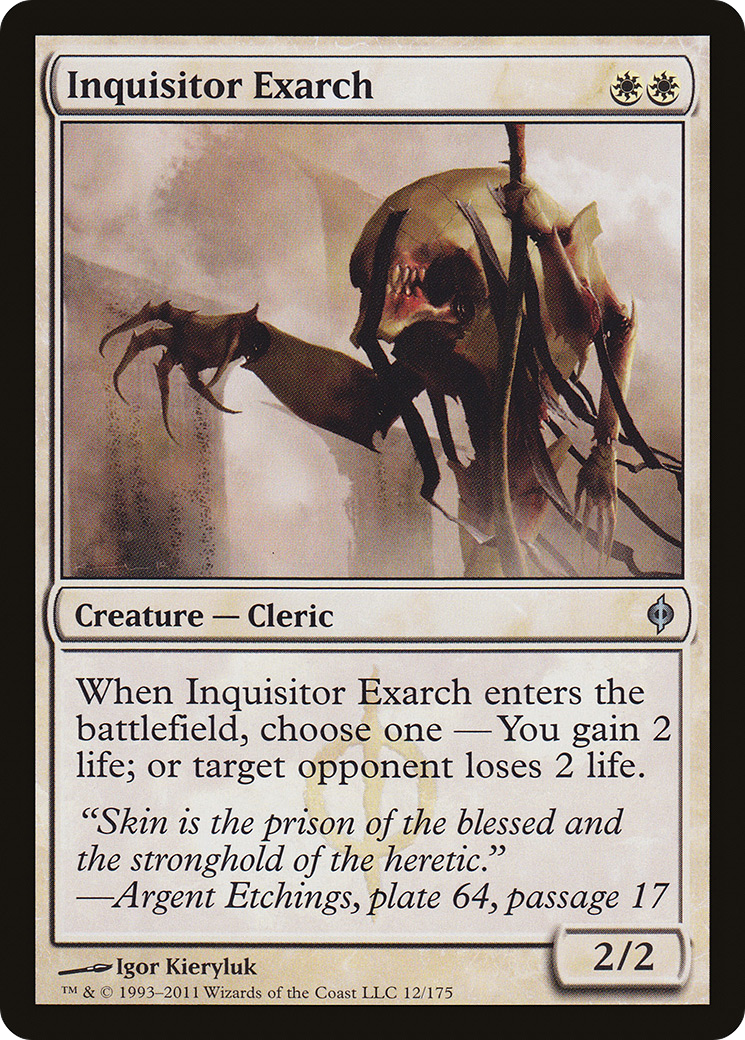 Inquisitor Exarch
Creature — Cleric
When Inquisitor Exarch enters the
battlefield, choose one — You gain 2
life; or target opponent loses 2 life.
“Skin is the prison of the blessed and
the stronghold of the heretic.”
—Argent Etchings, plate 64, passage 17
2/2
Igor Kieryluk
™ & © 1993–2011 Wizards of the Coast LLC 12/175